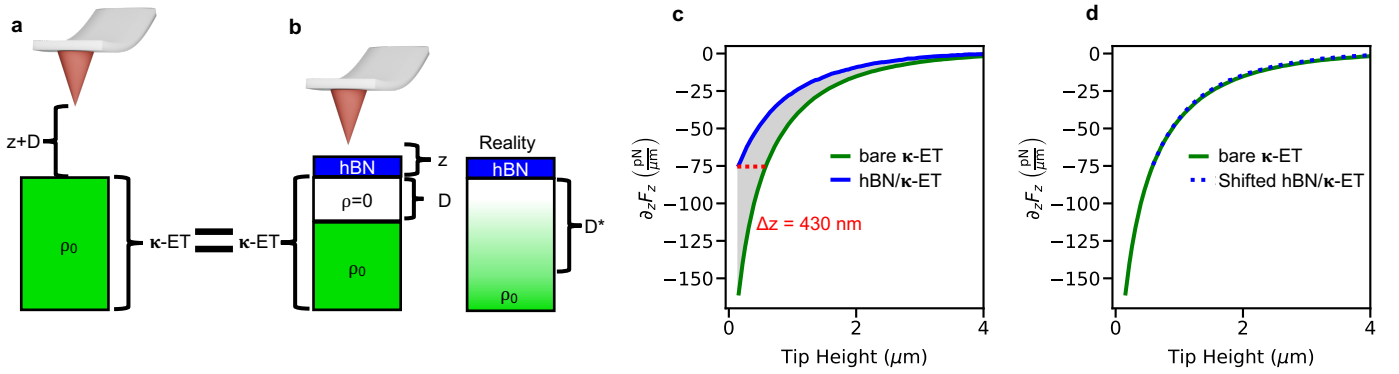 a
z+D
ρ₀
κ-ET
b
hBN
z
ρ=0
D
κ-ET
ρ₀
Reality
hBN
D*
ρ₀
c
0
−25
−50
−75
−100
−125
−150
∂zFz (pN/μm)
bare κ-ET
hBN/κ-ET
Δz = 430 nm
0
2
4
Tip Height (μm)
d
0
−25
−50
−75
−100
−125
−150
∂zFz (pN/μm)
bare κ-ET
Shifted hBN/κ-ET
0
2
4
Tip Height (μm)